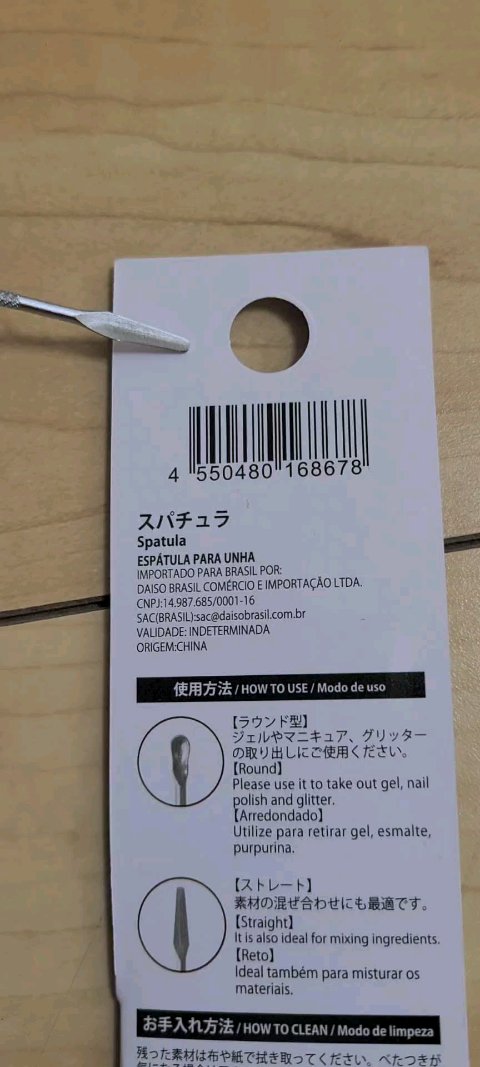 4 550480 168678
スパチュラ
Spatula
ESPÁTULA PARA UNHA
IMPORTADO PARA BRASIL POR:
DAISO BRASIL COMÉRCIO E IMPORTAÇÃO LTDA.
CNPJ:14.987.685/0001-16
SAC(BRASIL):sac@daisobrasil.com.br
VALIDADE: INDETERMINADA
ORIGEM:CHINA
使用方法 / HOW TO USE / Modo de uso
【ラウンド型】
ジェルやマニキュア、グリッター
の取り出しにご使用ください。
【Round】
Please use it to take out gel, nail
polish and glitter.
【Arredondado】
Utilize para retirar gel, esmalte,
purpurina.
【ストレート】
素材の混ぜ合わせにも最適です。
【Straight】
It is also ideal for mixing ingredients.
【Reto】
Ideal também para misturar os
materiais.
お手入れ方法 / HOW TO CLEAN / Modo de limpeza
残った素材は布や紙で拭き取ってください。べたつきが